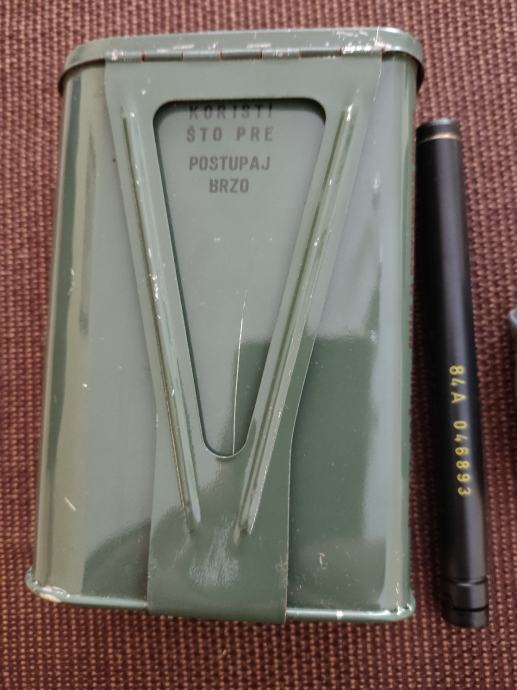 KORISTI
ŠTO PRE
POSTUPAJ
BRZO
84A 046893